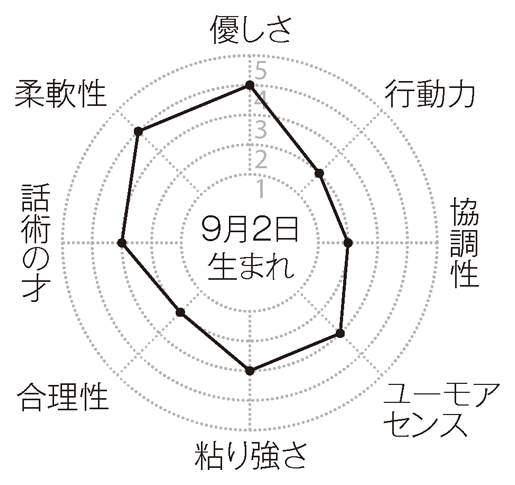 優しさ
行動力
協
調
性
ユーモア
センス
粘り強さ
合理性
話
術
の
才
柔軟性
5
4
3
2
1
9月2日
生まれ